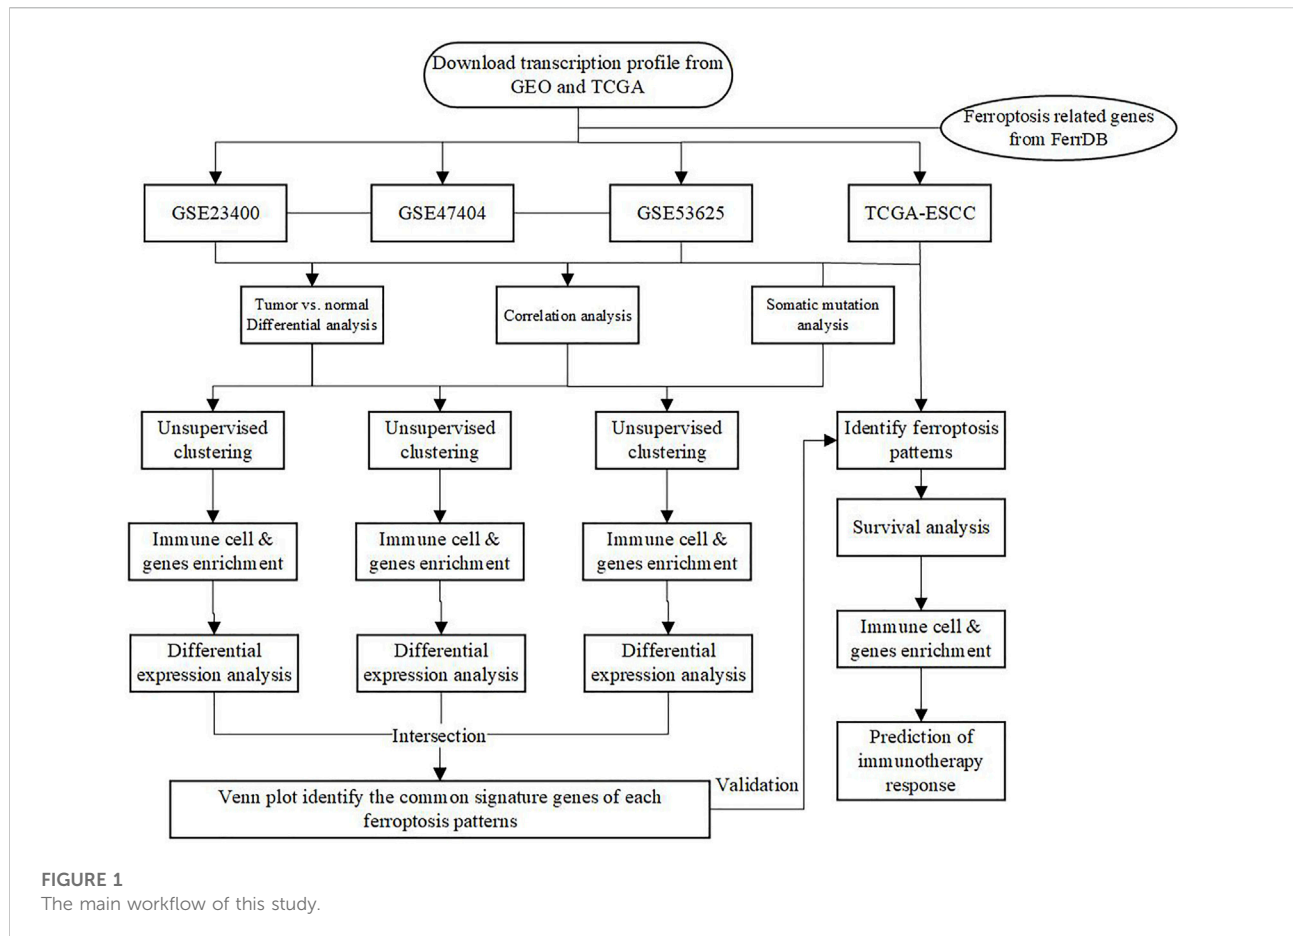 Download transcription profile from
GEO and TCGA
Ferroptosis related genes
from FerrDB
GSE23400
GSE47404
GSE53625
TCGA-ESCC
Tumor vs. normal
Differential analysis
Correlation analysis
Somatic mutation
analysis
Unsupervised
clustering
Unsupervised
clustering
Unsupervised
clustering
Identify ferroptosis
patterns
Immune cell &
genes enrichment
Immune cell &
genes enrichment
Immune cell &
genes enrichment
Survival analysis
Differential
expression analysis
Differential
expression analysis
Differential
expression analysis
Immune cell &
genes enrichment
Intersection
Prediction of
immunotherapy
response
Venn plot identify the common signature genes of each
ferroptosis patterns
Validation
FIGURE 1
The main workflow of this study.